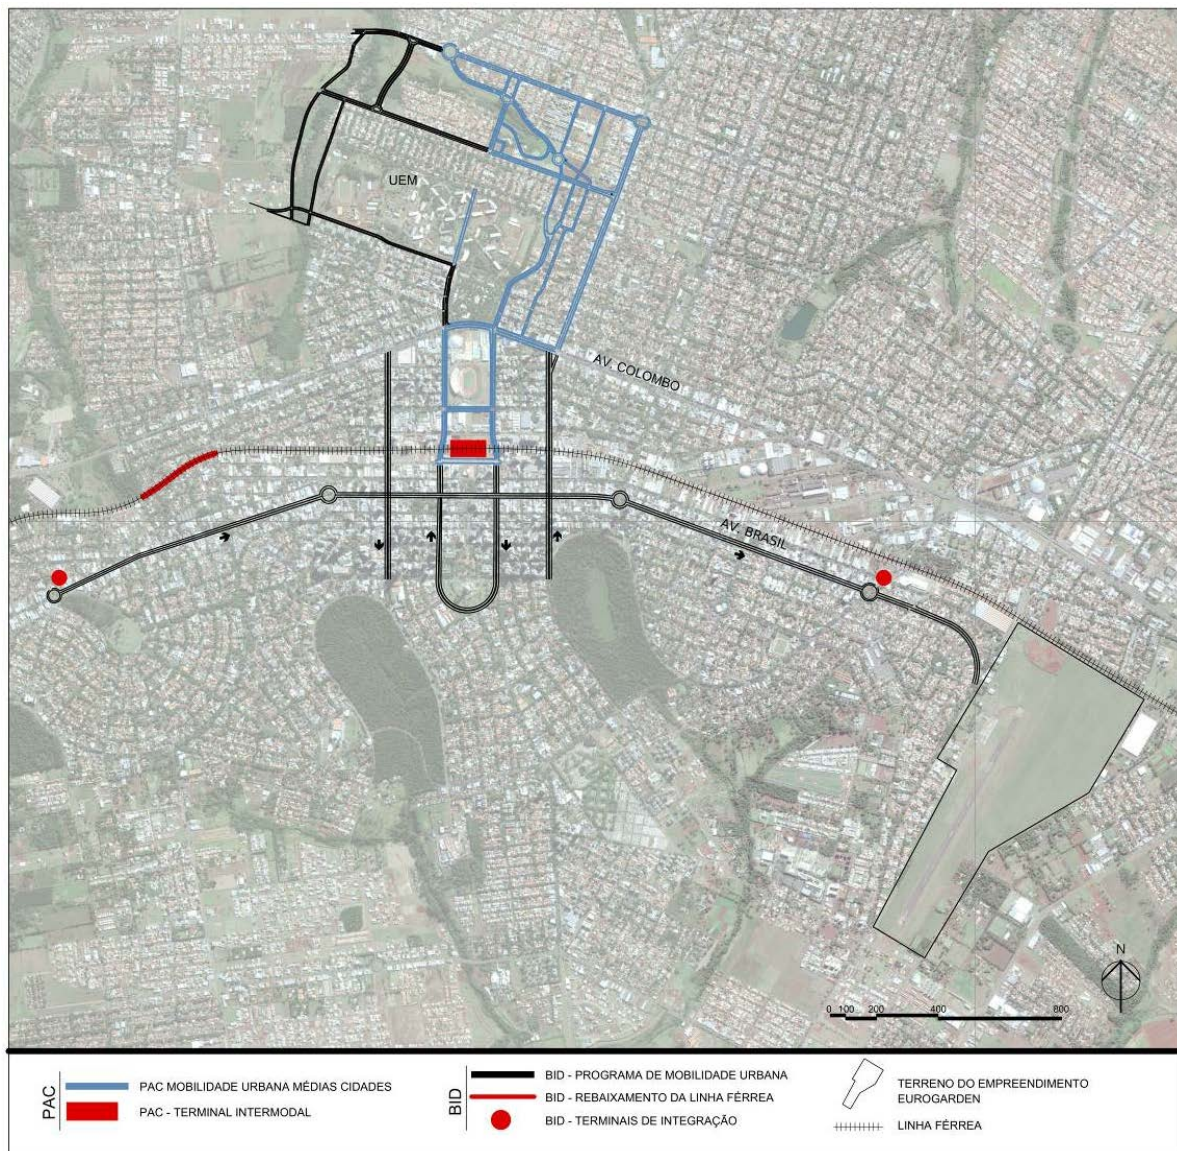 UEM
AV. COLOMBO
AV. BRASIL
N
0 100 200 400 800
PAC
PAC MOBILIDADE URBANA MÉDIAS CIDADES
PAC - TERMINAL INTERMODAL
BID
BID - PROGRAMA DE MOBILIDADE URBANA
BID - REBAIXAMENTO DA LINHA FÉRREA
BID - TERMINAIS DE INTEGRAÇÃO
TERRENO DO EMPREENDIMENTO
EUROGARDEN
LINHA FÉRREA